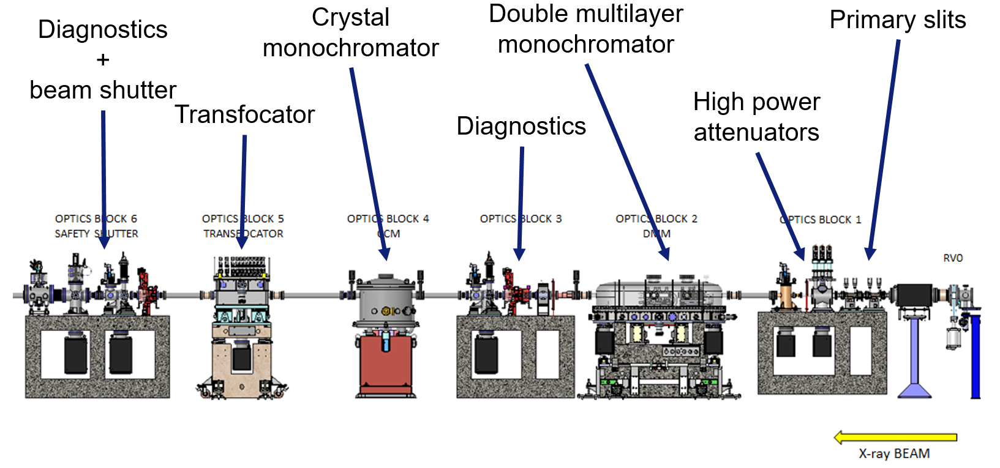 Diagnostics
+
beam shutter
Transfocator
Crystal
monochromator
Diagnostics
Double multilayer
monochromator
High power
attenuators
Primary slits
OPTICS BLOCK 6
SAFETY SHUTTER
OPTICS BLOCK 5
TRANSFOCATOR
OPTICS BLOCK 4
CCM
OPTICS BLOCK 3
OPTICS BLOCK 2
DMM
OPTICS BLOCK 1
RV0
X-ray BEAM